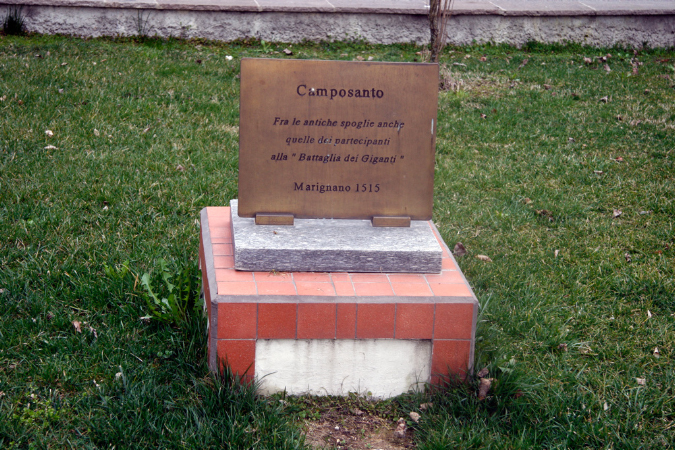 Camposanto
Fra le antiche spoglie anche
quelle dei partecipanti
alla " Battaglia dei Giganti "
Marignano 1515